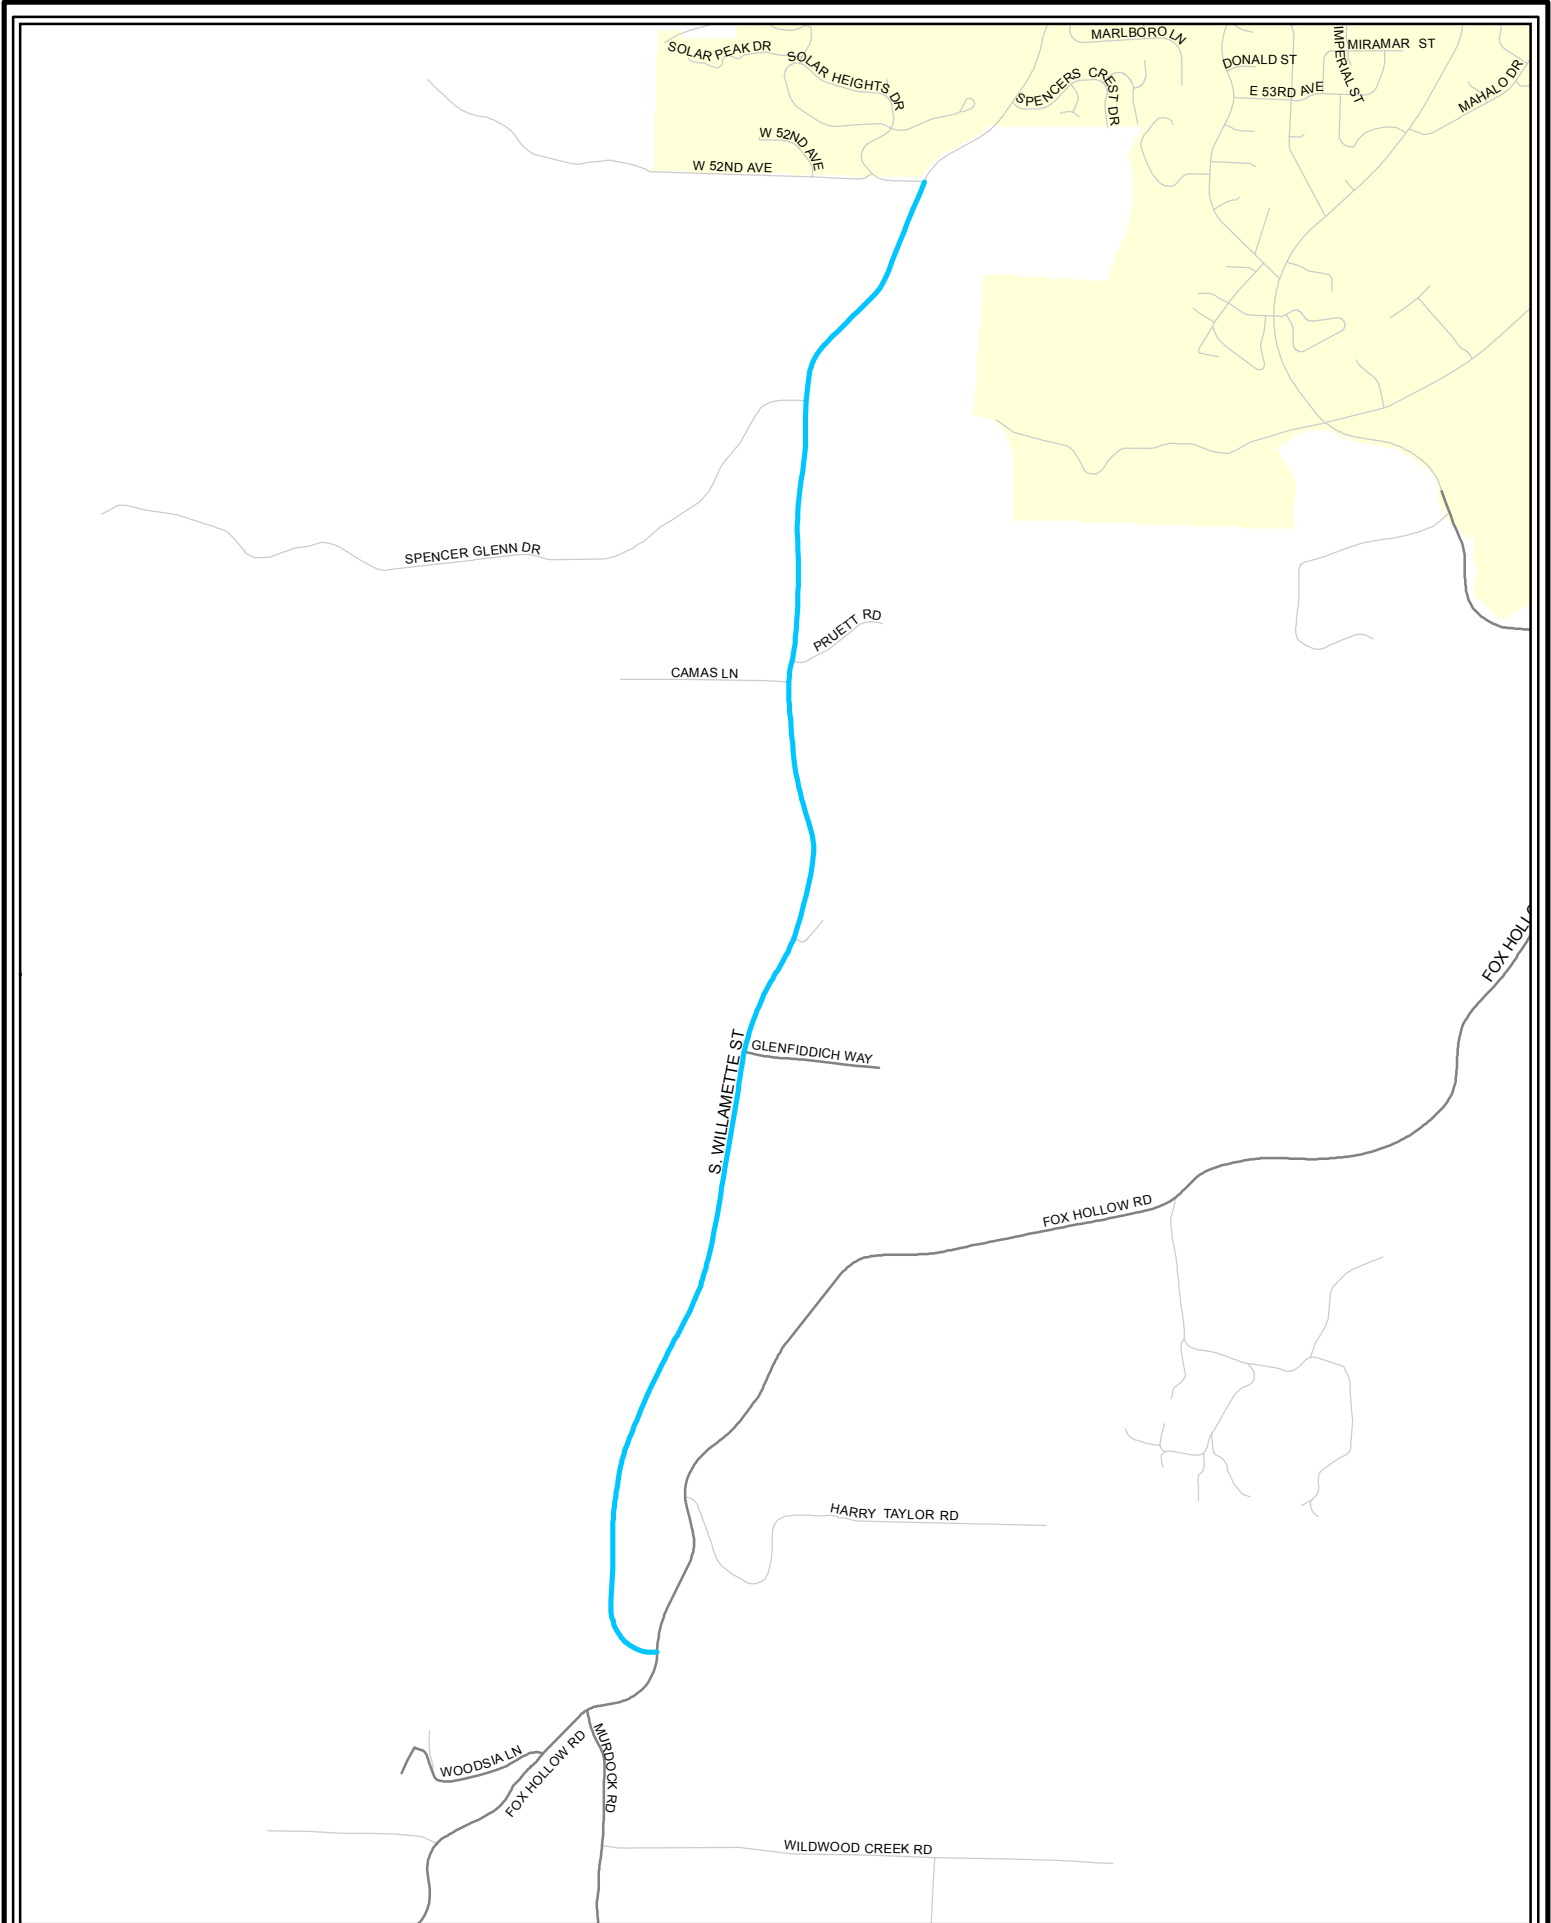 MARLBORO LN
SOLAR PEAK DR
SOLAR HEIGHTS DR
DONALD ST
IMPERIAL ST
MIRAMAR ST
SPENCERS CREST DR
E 53RD AVE
MAHALO DR
W 52ND AVE
W 52ND AVE
SPENCER GLENN DR
PRUETT RD
CAMAS LN
FOX HOLL
S. WILLAMETTE ST
GLENFIDDICH WAY
FOX HOLLOW RD
HARRY TAYLOR RD
WOODSIA LN
FOX HOLLOW RD
MURDOCK RD
WILDWOOD CREEK RD